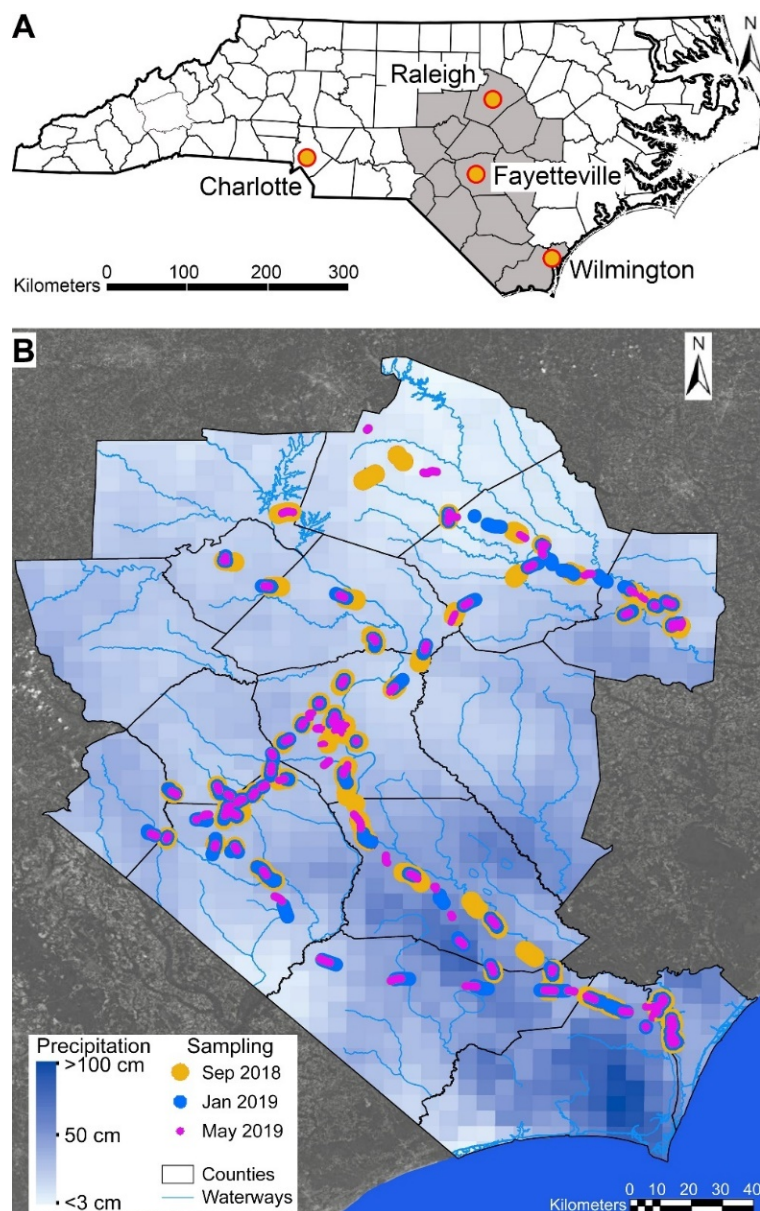 A
N
Raleigh
Charlotte
Fayetteville
Wilmington
Kilometers 0 100 200 300
B
N
Precipitation
>100 cm
50 cm
<3 cm
Sampling
Sep 2018
Jan 2019
May 2019
Counties
Waterways
0 10 20 30 40
Kilometers